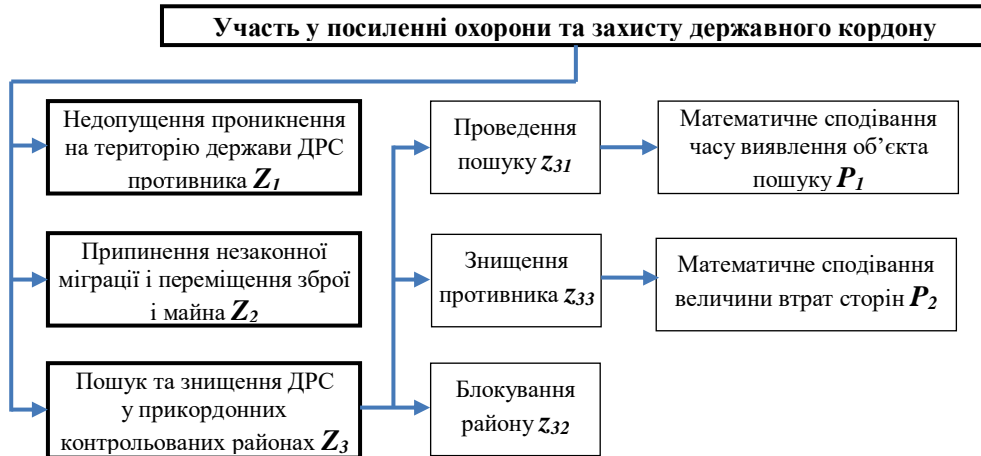 Участь у посиленні охорони та захисту державного кордону
Недопущення проникнення
на територію держави ДРС
противника Z1
Проведення
пошуку z31
Математичне сподівання
часу виявлення об’єкта
пошуку P1
Припинення незаконної
міграції і переміщення зброї
і майна Z2
Знищення
противника z33
Математичне сподівання
величини втрат сторін P2
Пошук та знищення ДРС
у прикордонних
контрольованих районах Z3
Блокування
району z32